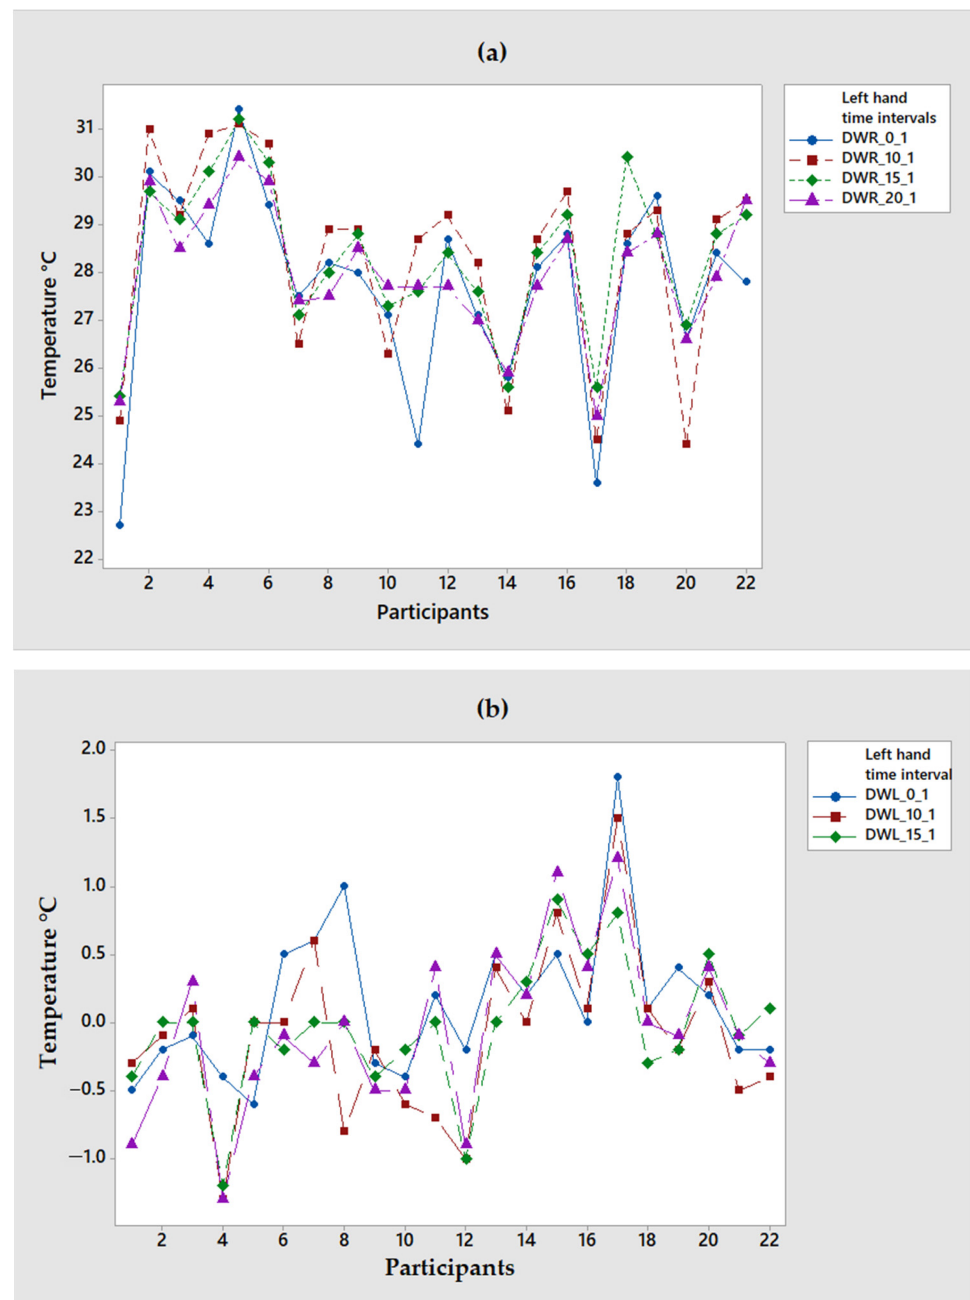 (a)
Left hand
time intervals
DWR_0_1
DWR_10_1
DWR_15_1
DWR_20_1
Temperature °C
31
30
29
28
27
26
25
24
23
22
2 4 6 8 10 12 14 16 18 20 22
Participants
(b)
Left hand
time interval
DWL_0_1
DWL_10_1
DWL_15_1
Temperature °C
2.0
1.5
1.0
0.5
0.0
−0.5
−1.0
2 4 6 8 10 12 14 16 18 20 22
Participants